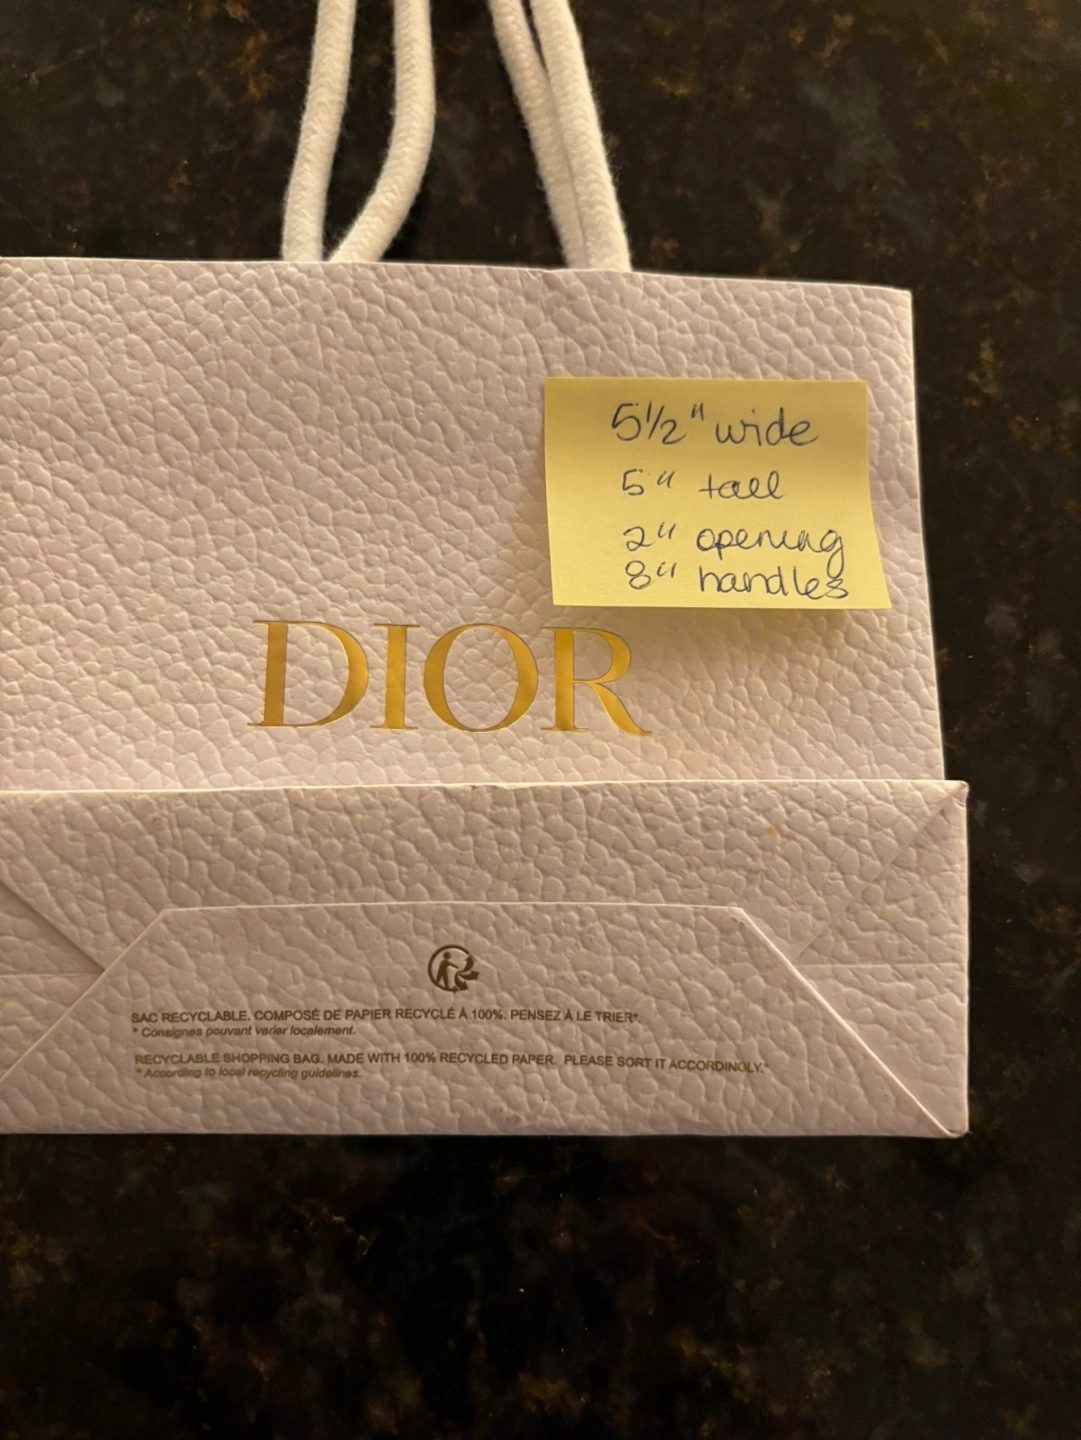 5 1/2" wide
5" tall
2" opening
8" handles
DIOR
SAC RECYCLABLE. COMPOSÉ DE PAPIER RECYCLÉ À 100%. PENSEZ À LE TRIER*.
* Consignes pouvant varier localement.
RECYCLABLE SHOPPING BAG. MADE WITH 100% RECYCLED PAPER. PLEASE SORT IT ACCORDINGLY.*
* According to local recycling guidelines.